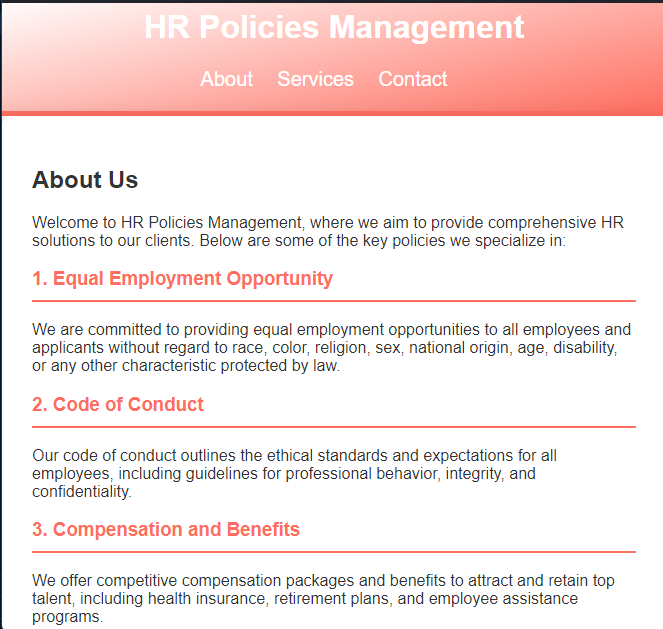 HR Policies Management
About Services Contact
About Us
Welcome to HR Policies Management, where we aim to provide comprehensive HR
solutions to our clients. Below are some of the key policies we specialize in:
1. Equal Employment Opportunity
We are committed to providing equal employment opportunities to all employees and
applicants without regard to race, color, religion, sex, national origin, age, disability,
or any other characteristic protected by law.
2. Code of Conduct
Our code of conduct outlines the ethical standards and expectations for all
employees, including guidelines for professional behavior, integrity, and
confidentiality.
3. Compensation and Benefits
We offer competitive compensation packages and benefits to attract and retain top
talent, including health insurance, retirement plans, and employee assistance
programs.